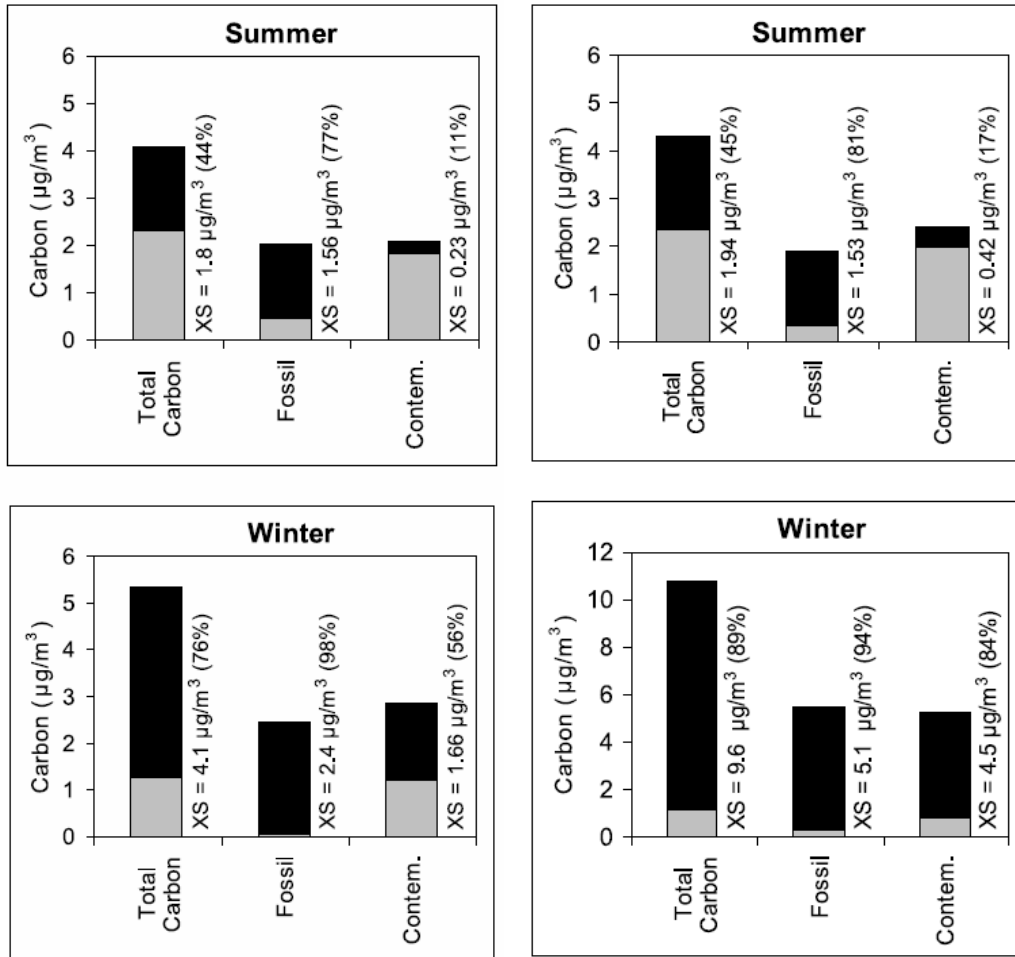 Summer
Carbon ( µg/m³)
6
5
4
3
2
1
0
XS = 1.8 µg/m³ (44%)
XS = 1.56 µg/m³ (77%)
XS = 0.23 µg/m³ (11%)
Total
Carbon
Fossil
Contem.
Summer
Carbon ( µg/m³)
6
5
4
3
2
1
0
XS = 1.94 µg/m³ (45%)
XS = 1.53 µg/m³ (81%)
XS = 0.42 µg/m³ (17%)
Total
Carbon
Fossil
Contem.
Winter
Carbon ( µg/m³)
6
5
4
3
2
1
0
XS = 4.1 µg/m³ (76%)
XS = 2.4 µg/m³ (98%)
XS = 1.66 µg/m³ (56%)
Total
Carbon
Fossil
Contem.
Winter
Carbon ( µg/m³)
12
10
8
6
4
2
0
XS = 9.6 µg/m³ (89%)
XS = 5.1 µg/m³ (94%)
XS = 4.5 µg/m³ (84%)
Total
Carbon
Fossil
Contem.